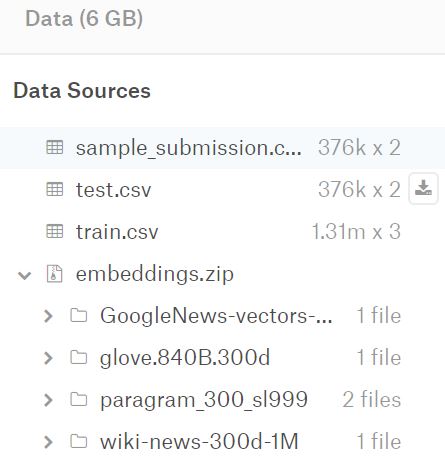 Data (6 GB)
Data Sources
sample_submission.c... 376k x 2
test.csv 376k x 2
train.csv 1.31m x 3
embeddings.zip
GoogleNews-vectors-... 1 file
glove.840B.300d 1 file
paragram_300_sl999 2 files
wiki-news-300d-1M 1 file